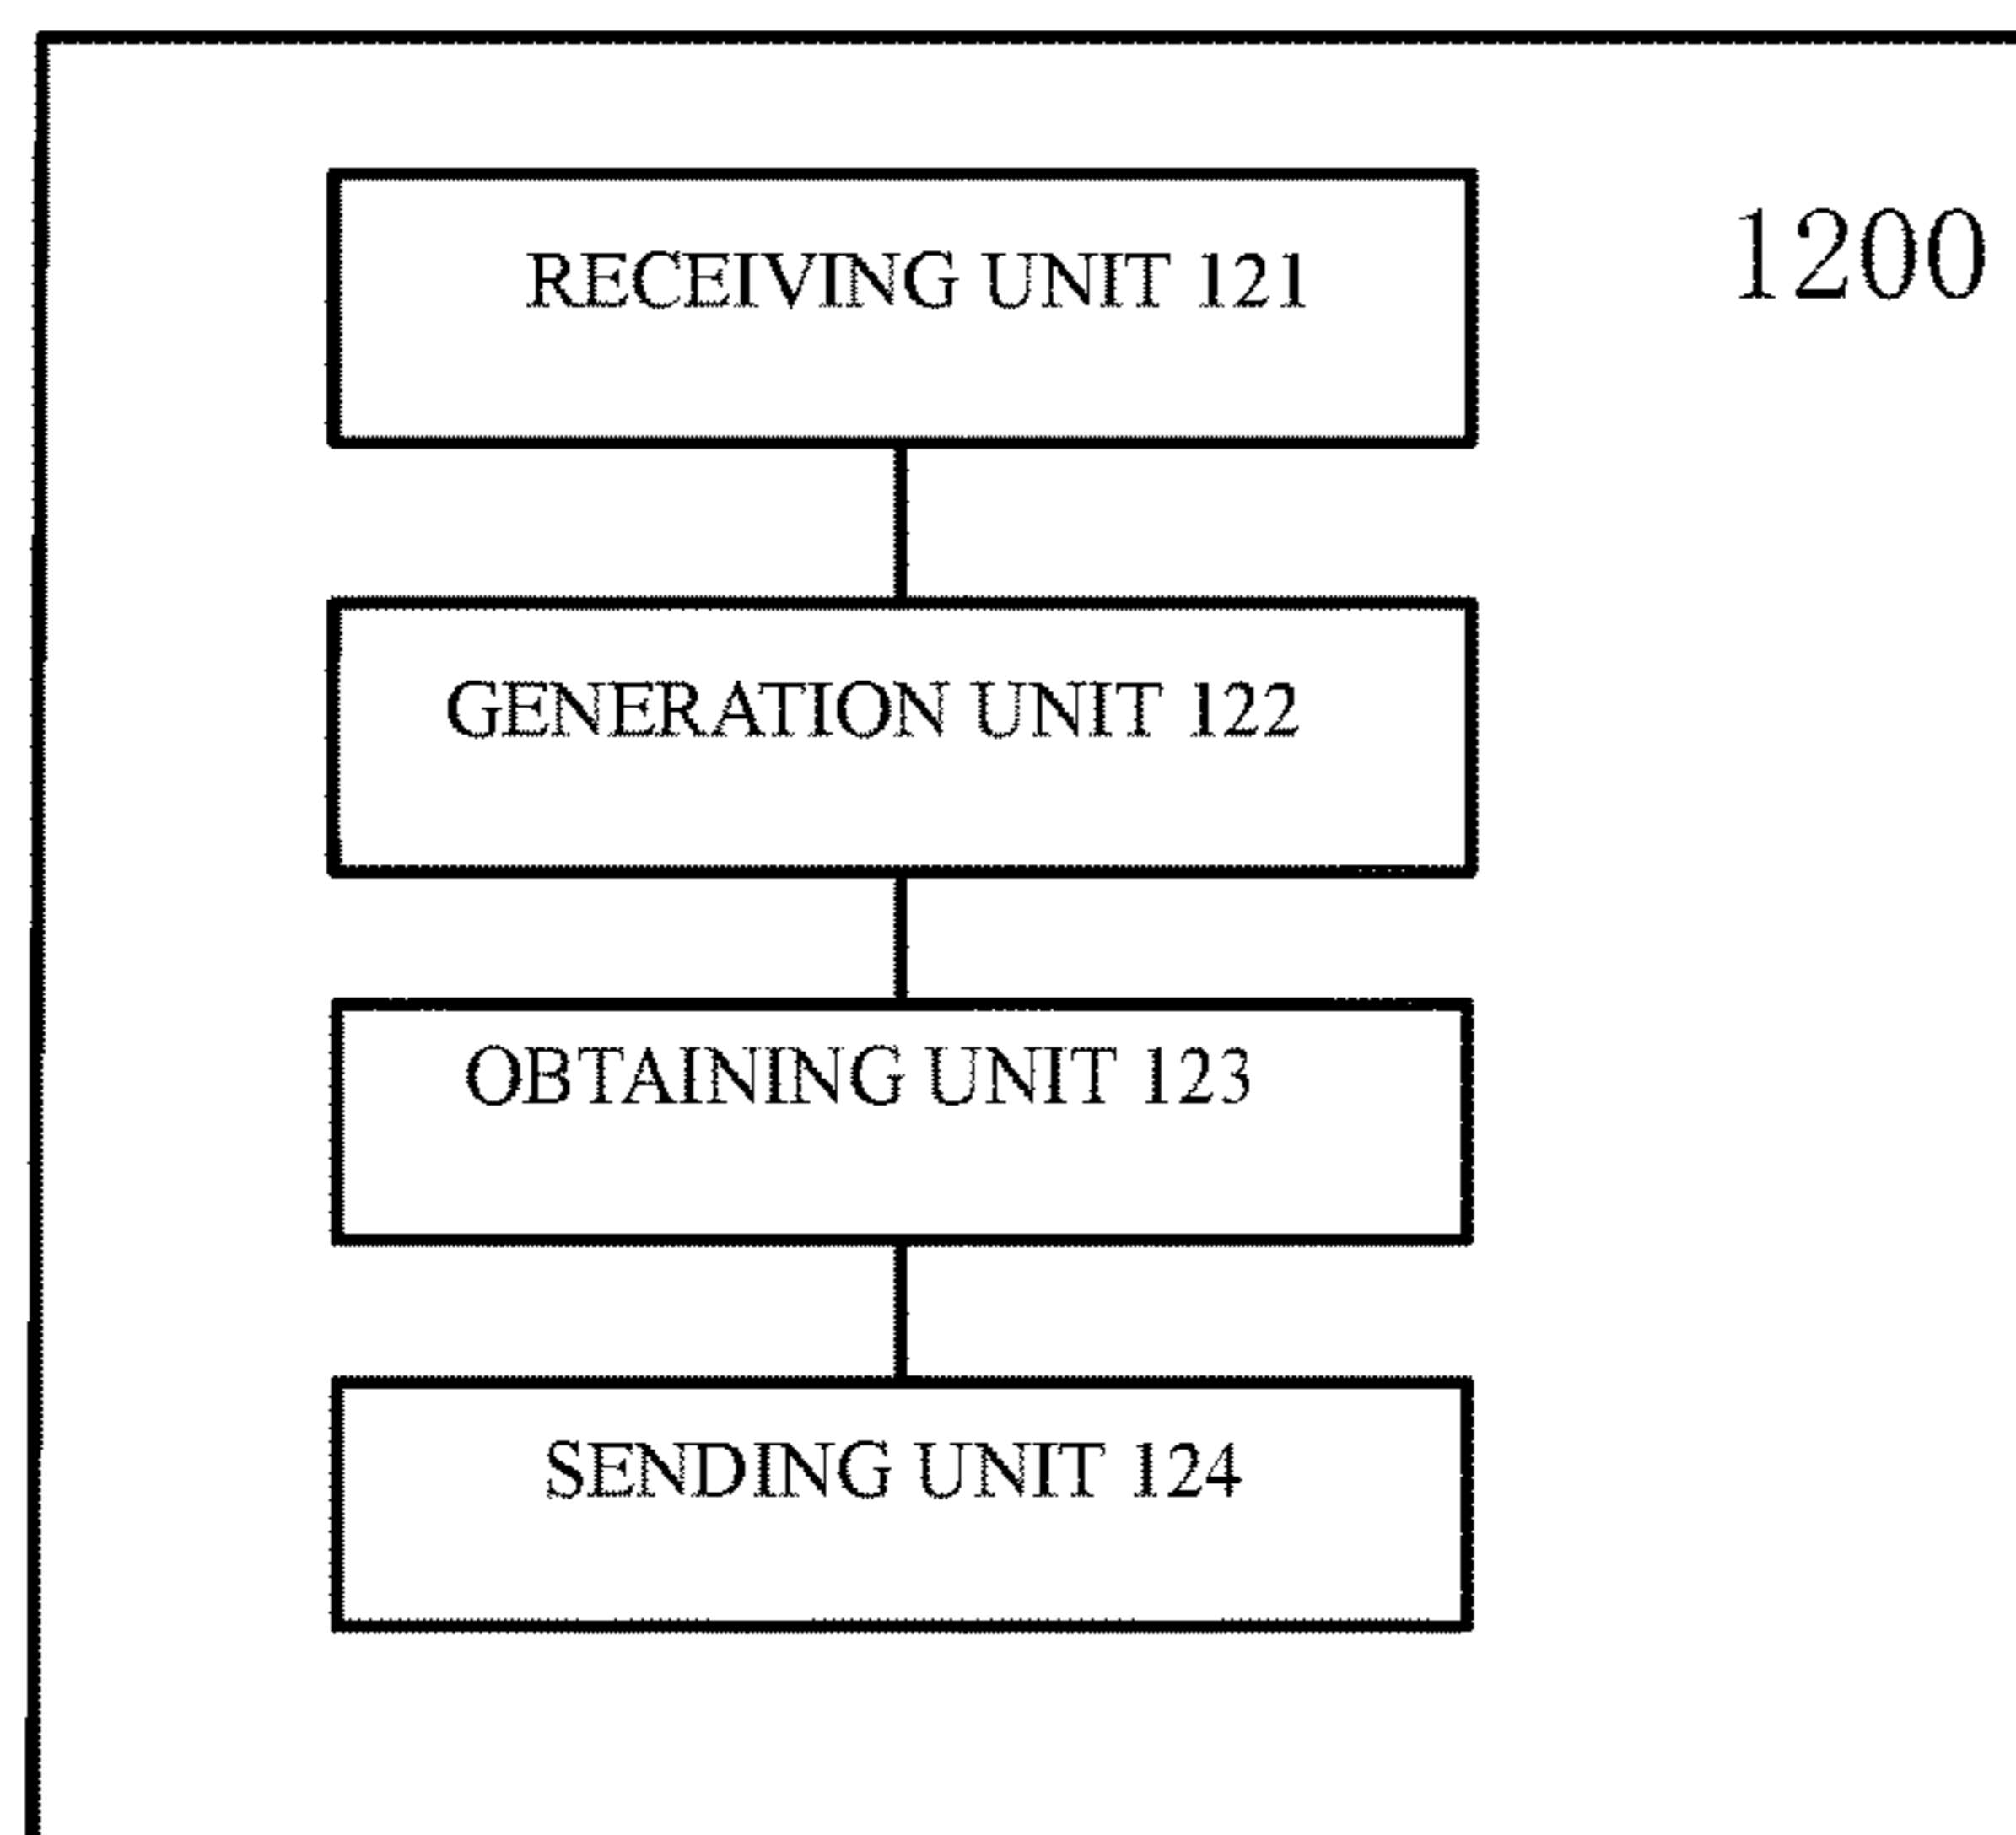 RECEIVING UNIT 121
1200
GENERATION UNIT 122
OBTAINING UNIT 123
SENDING UNIT 124